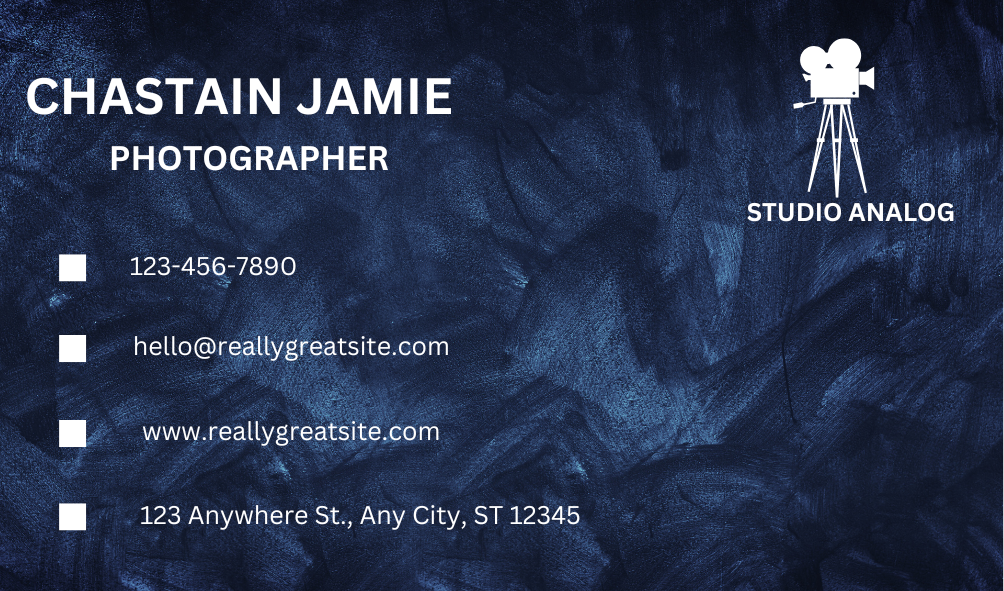 CHASTAIN JAMIE
PHOTOGRAPHER
STUDIO ANALOG
123-456-7890
hello@reallygreatsite.com
www.reallygreatsite.com
123 Anywhere St., Any City, ST 12345